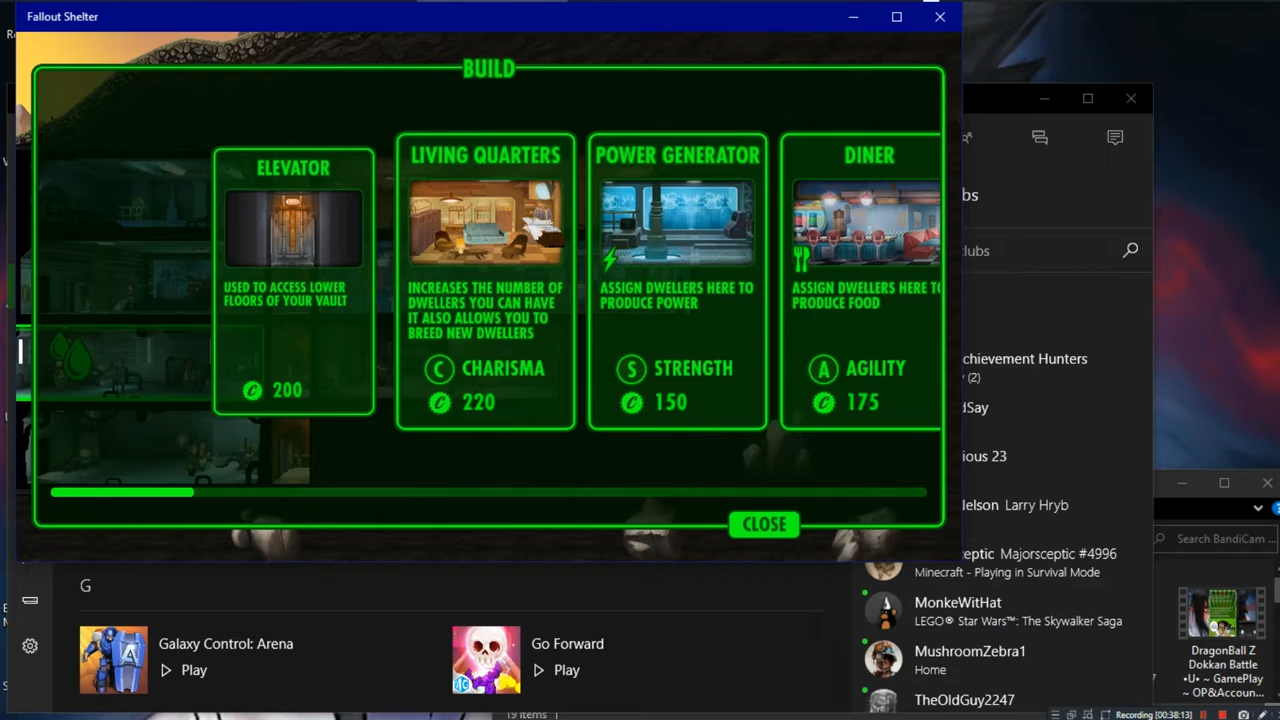 Fallout Shelter
BUILD
ELEVATOR
USED TO ACCESS LOWER
FLOORS OF YOUR VAULT
200
LIVING QUARTERS
INCREASES THE NUMBER OF
DWELLERS YOU CAN HAVE
IT ALSO ALLOWS YOU TO
BREED NEW DWELLERS
C CHARISMA
220
POWER GENERATOR
ASSIGN DWELLERS HERE TO
PRODUCE POWER
S STRENGTH
150
DINER
ASSIGN DWELLERS HERE TO
PRODUCE FOOD
A AGILITY
175
CLOSE
bs
lubs
chievement Hunters
(2)
dSay
ious 23
elson Larry Hryb
eptic Majorsceptic #4996
Minecraft - Playing in Survival Mode
MonkeWitHat
LEGO® Star Wars™: The Skywalker Saga
MushroomZebra1
Home
TheOldGuy2247
G
Galaxy Control: Arena
Play
Go Forward
Play
19 items
Search BandiCam ...
DragonBall Z
Dokkan Battle
•U• ~ GamePlay
~ OP&Accoun...
Recording [00:38:13]